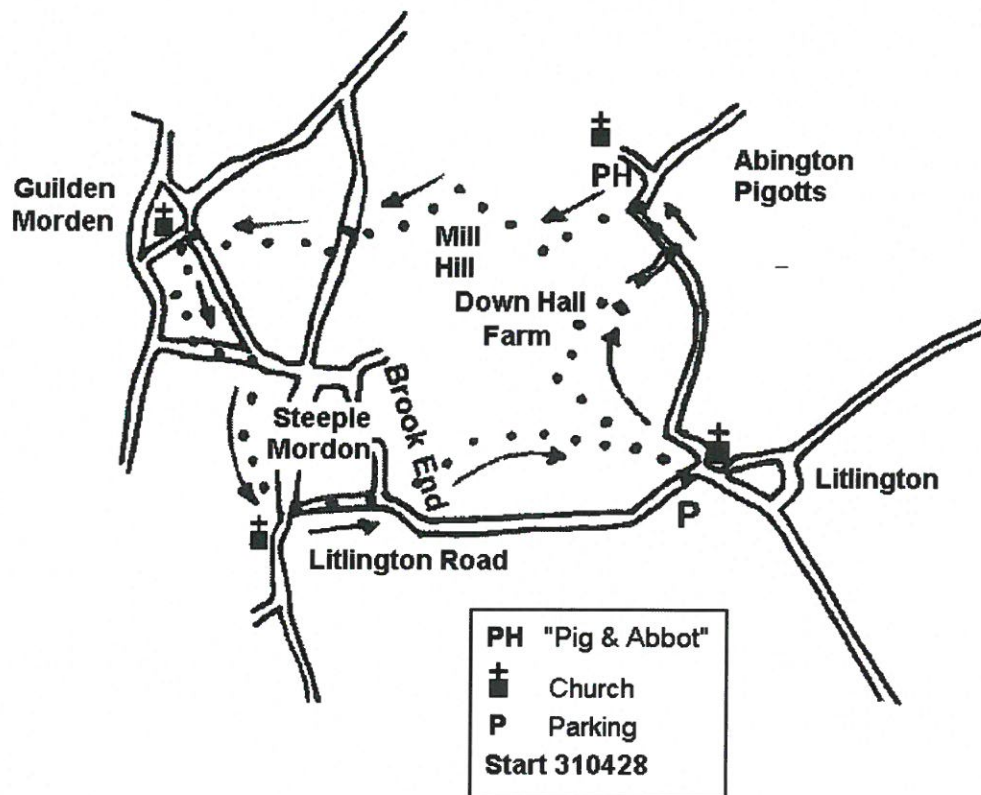 Guilden
Morden
PH
Abington
Pigotts
Mill
Hill
Down Hall
Farm
Steeple
Mordon
Brook End
Litlington
P
Litlington Road
PH "Pig & Abbot"
Church
P Parking
Start 310428